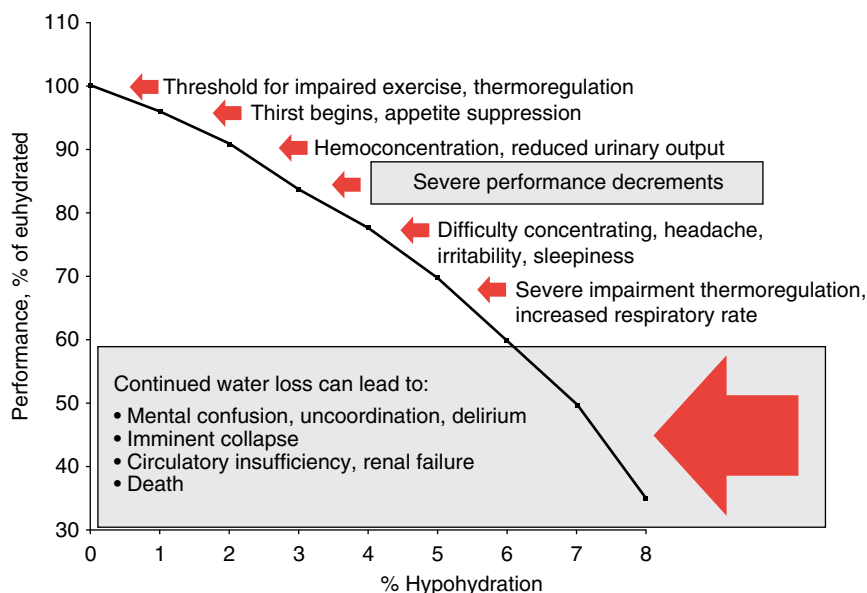 110
100
90
80
70
60
50
40
30
Performance, % of euhydrated
Threshold for impaired exercise, thermoregulation
Thirst begins, appetite suppression
Hemoconcentration, reduced urinary output
Severe performance decrements
Difficulty concentrating, headache,
irritability, sleepiness
Severe impairment thermoregulation,
increased respiratory rate
Continued water loss can lead to:
• Mental confusion, uncoordination, delirium
• Imminent collapse
• Circulatory insufficiency, renal failure
• Death
0 1 2 3 4 5 6 7 8
% Hypohydration